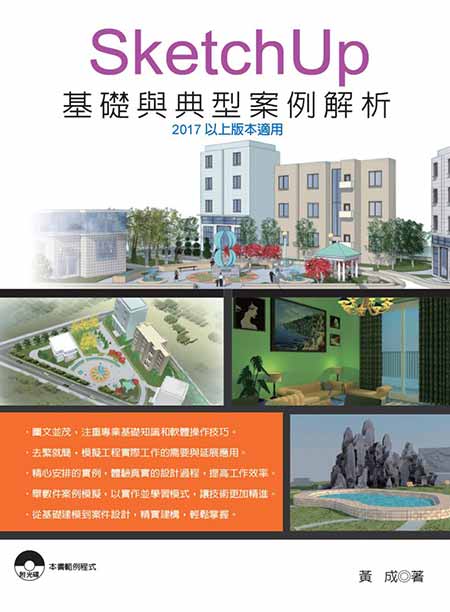 SketchUp
基礎與典型案例解析
2017 以上版本適用
· 圖文並茂，注重專業基礎知識和軟體操作技巧。
· 去繁就簡，模擬工程實際工作的需要與延展應用。
· 精心安排的實例，體驗真實的設計過程，提高工作效率。
· 舉數件案例模擬，以實作並學習模式，讓技術更加精進。
· 從基礎建模到案件設計，精實建構，輕鬆掌握。
附光碟
本書範例程式
黃 成◎著